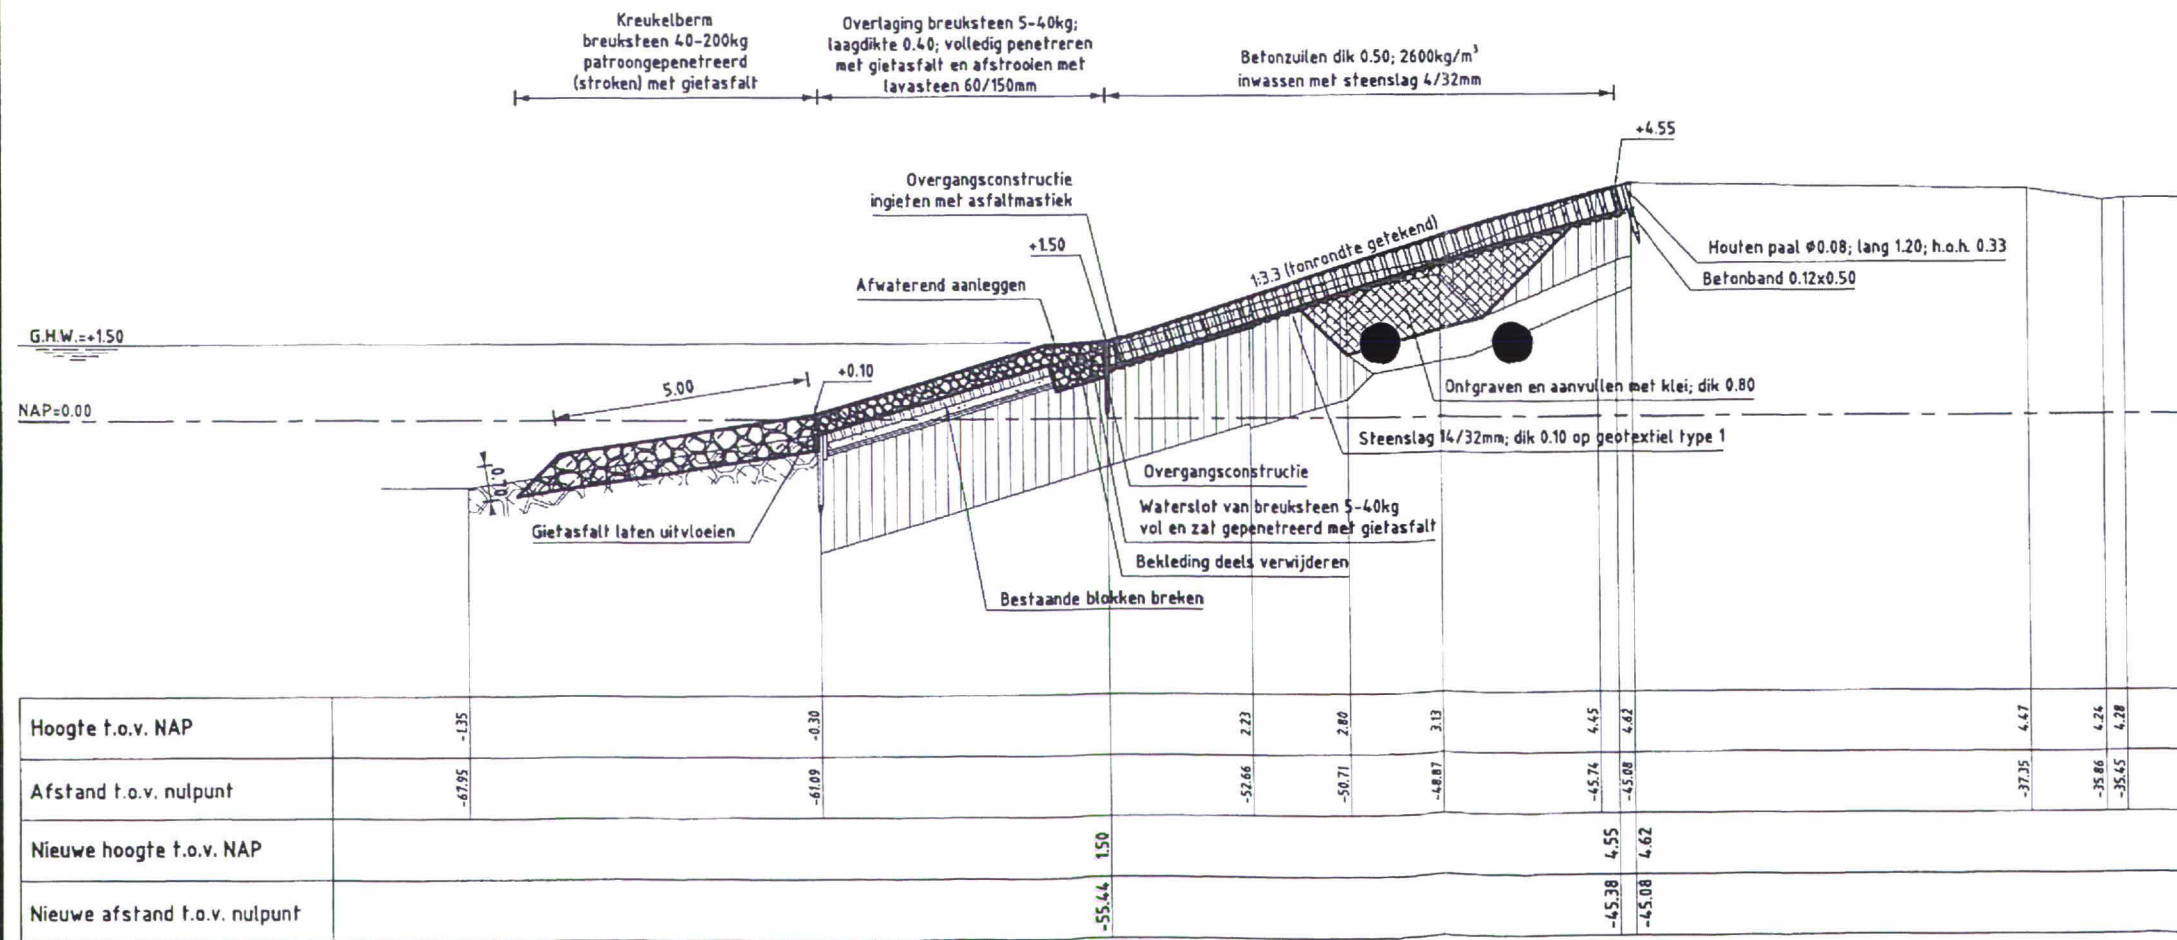 Kreukelberm
breuksteen 40-200kg
patroongepenetreerd
(stroken) met gietasfalt
Overlaging breuksteen 5-40kg;
laagdikte 0.40; volledig penetreren
met gietasfalt en afstrooien met
lavasteen 60/150mm
Betonzuilen dik 0.50; 2600kg/m³
inwassen met steenslag 4/32mm
+4.55
Overgangsconstructie
ingieten met asfaltmastiek
+1.50
Afwaterend aanleggen
1:3.3 (tonrondte getekend)
Houten paal ø0.08; lang 1.20; h.o.h. 0.33
Betonband 0.12x0.50
G.H.W.=+1.50
5.00
+0.10
NAP=0.00
Ontgraven en aanvullen met klei; dik 0.80
Steenslag 14/32mm; dik 0.10 op geotextiel type 1
0.70
Overgangsconstructie
Waterslot van breuksteen 5-40kg
vol en zat gepenetreerd met gietasfalt
Gietasfalt laten uitvloeien
Bekleding deels verwijderen
Bestaande blokken breken
Hoogte t.o.v. NAP -1.35 -0.30 2.23 2.80 3.13 4.45 4.62 4.47 4.24 4.28
Afstand t.o.v. nulpunt -67.95 -61.09 -52.66 -50.71 -48.87 -45.74 -45.08 -37.35 -35.86 -35.45
Nieuwe hoogte t.o.v. NAP 1.50 4.55 4.62
Nieuwe afstand t.o.v. nulpunt -55.44 -45.38 -45.08